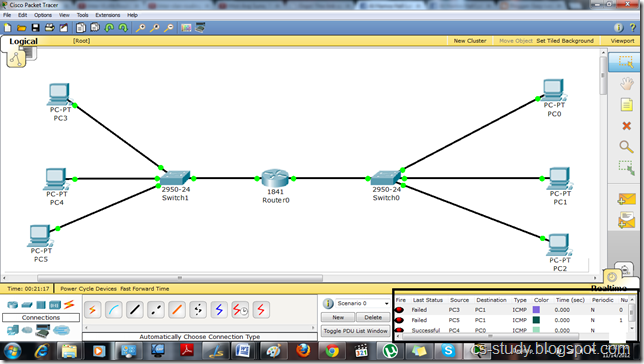 Cisco Packet Tracer
File Edit Options View Tools Extensions Help
Logical [Root] New Cluster Move Object Set Tiled Background Viewport
PC-PT
PC3
PC-PT
PC4
PC-PT
PC5
2950-24
Switch1
1841
Router0
2950-24
Switch0
PC-PT
PC0
PC-PT
PC1
PC-PT
PC2
Realtime
Time: 00:21:17 Power Cycle Devices Fast Forward Time
Connections
Automatically Choose Connection Type
Scenario 0
New Delete
Toggle PDU List Window
Fire Last Status Source Destination Type Color Time (sec) Periodic Nu
Failed PC3 PC1 ICMP 0.000 N 0
Failed PC5 PC1 ICMP 0.000 N 1
Successful PC4 PC0 ICMP 0.000 N
cs-study.blogspot.com